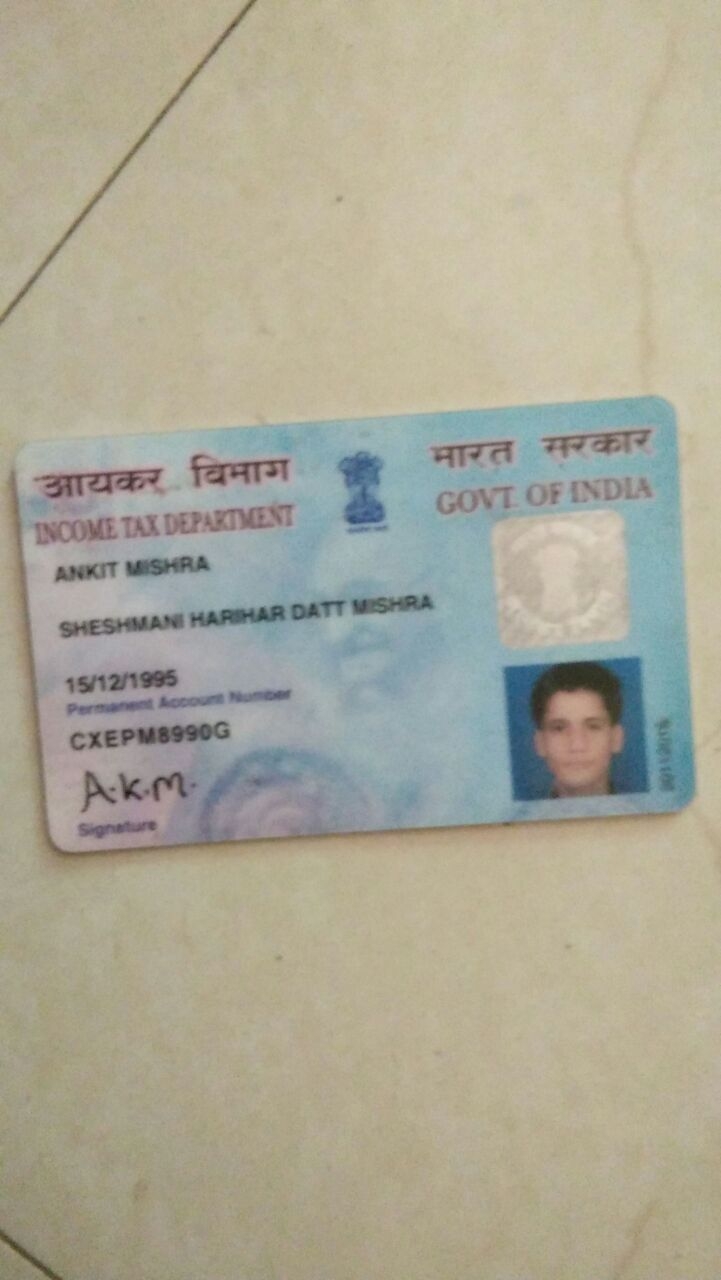 आयकर विभाग
भारत सरकार
INCOME TAX DEPARTMENT
GOVT. OF INDIA
ANKIT MISHRA
SHESHMANI HARIHAR DATT MISHRA
15/12/1995
Permanent Account Number
CXEPM8990G
A.K.M.
Signature